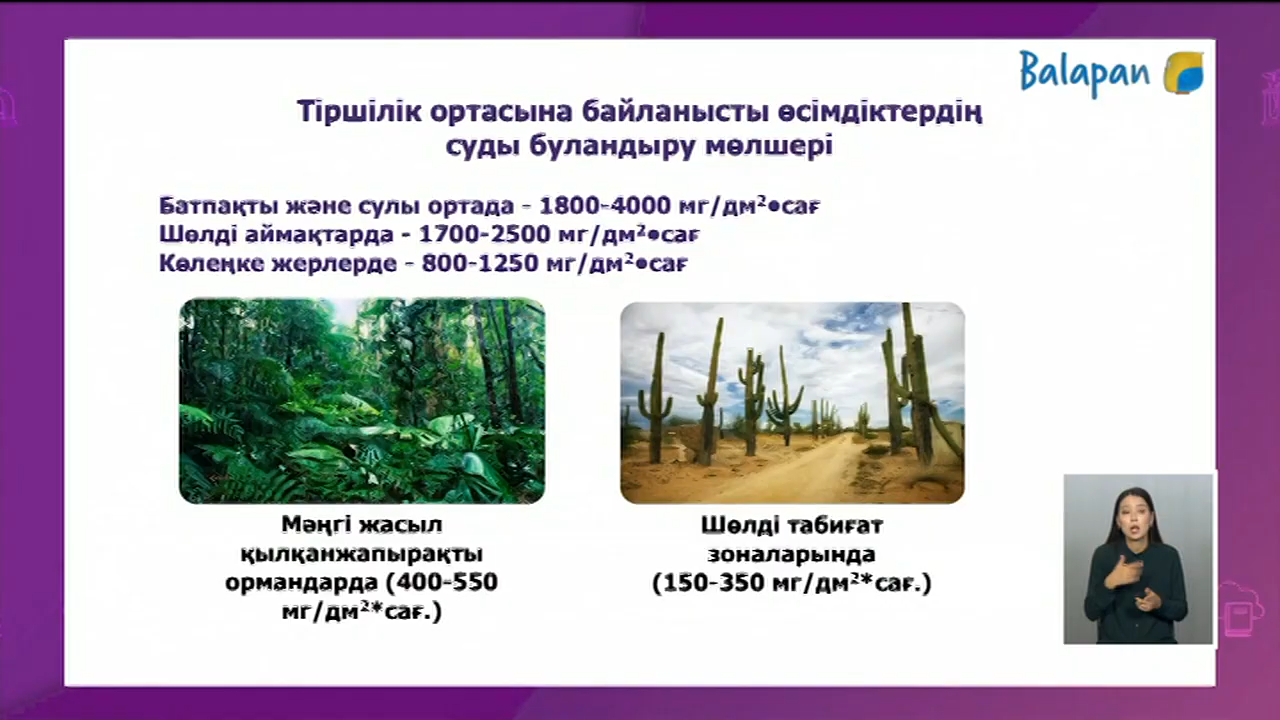 Balapan
Тіршілік ортасына байланысты өсімдіктердің
суды буландыру мөлшері
Батпақты және сулы ортада - 1800-4000 мг/дм²•сағ
Шөлді аймақтарда - 1700-2500 мг/дм²•сағ
Көлеңке жерлерде - 800-1250 мг/дм²•сағ
Мәңгі жасыл
қылқанжапырақты
ормандарда (400-550
мг/дм²*сағ.)
Шөлді табиғат
зоналарында
(150-350 мг/дм²*сағ.)